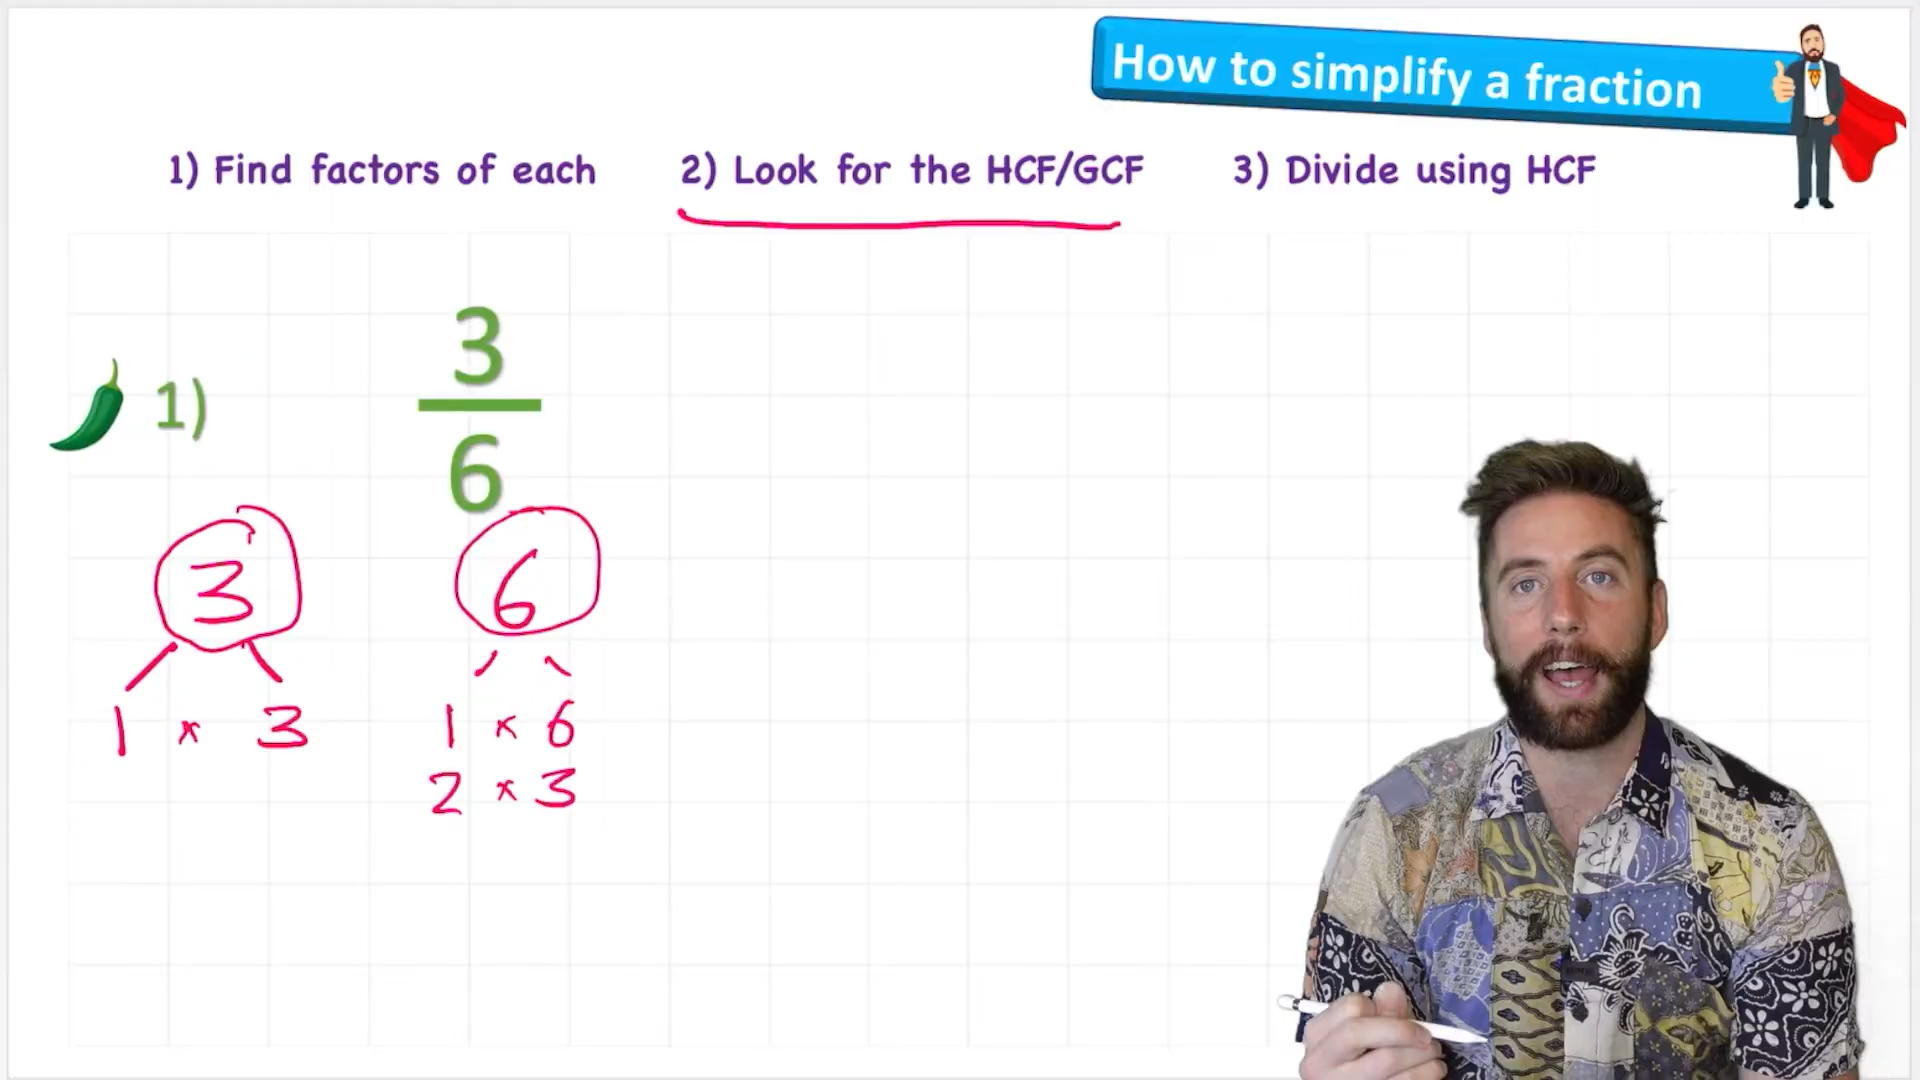 How to simplify a fraction
1) Find factors of each 2) Look for the HCF/GCF 3) Divide using HCF
1)
3
6
3 6
1 × 3 1 × 6
2 × 3